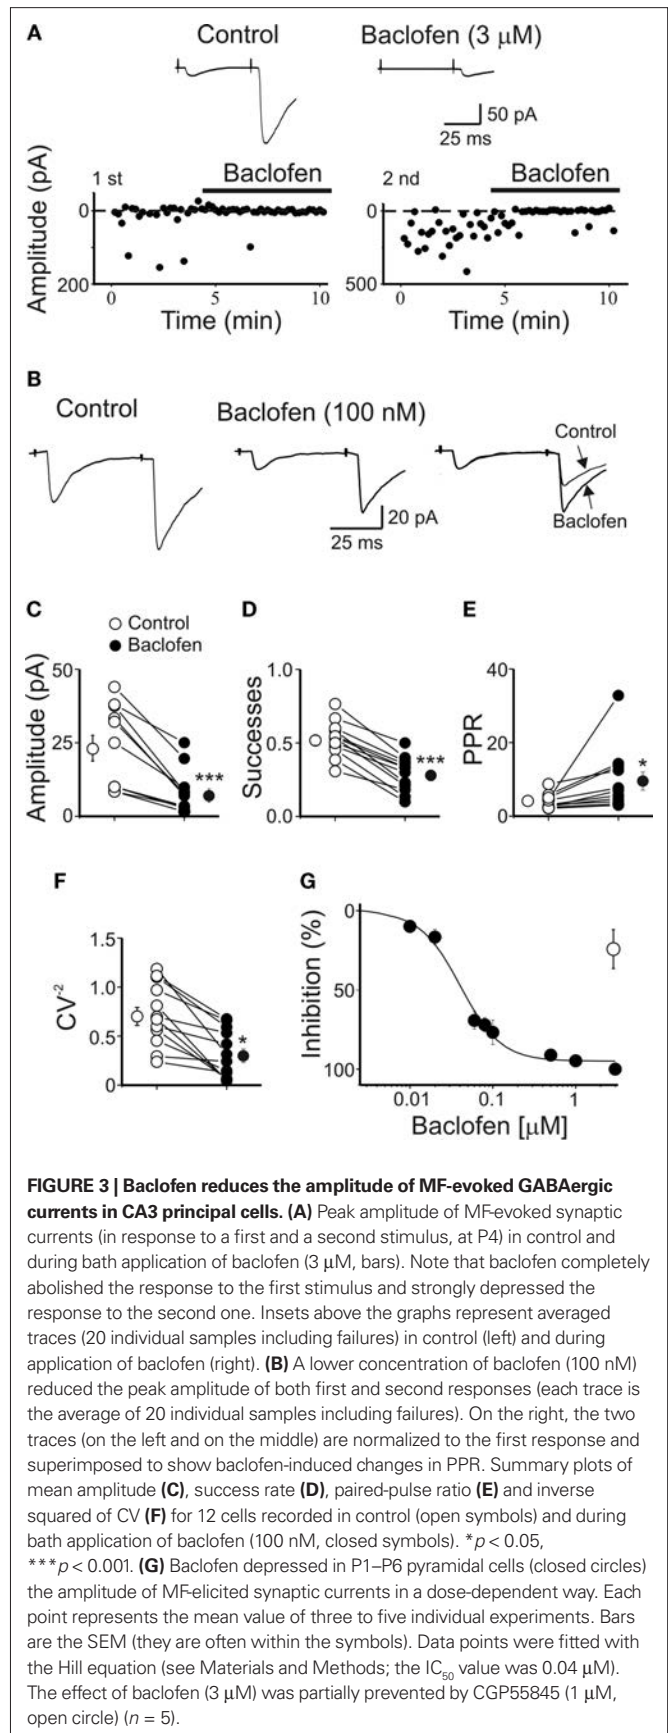 A
Control
Baclofen (3 μM)
50 pA
25 ms
Amplitude (pA)
1 st
Baclofen
0
200
0
5
10
Time (min)
2 nd
Baclofen
0
500
0
5
10
Time (min)
B
Control
Baclofen (100 nM)
Control
Baclofen
20 pA
25 ms
C
Control
Baclofen
Amplitude (pA)
50
25
0
***
D
Successes
1.0
0.5
0.0
***
E
PPR
40
20
0
*
F
CV-2
1.5
1.0
0.5
0
*
G
Inhibition (%)
0
50
100
0.01
0.1
1
Baclofen [μM]
FIGURE 3 | Baclofen reduces the amplitude of MF-evoked GABAergic
currents in CA3 principal cells. (A) Peak amplitude of MF-evoked synaptic
currents (in response to a first and a second stimulus, at P4) in control and
during bath application of baclofen (3 μM, bars). Note that baclofen completely
abolished the response to the first stimulus and strongly depressed the
response to the second one. Insets above the graphs represent averaged
traces (20 individual samples including failures) in control (left) and during
application of baclofen (right). (B) A lower concentration of baclofen (100 nM)
reduced the peak amplitude of both first and second responses (each trace is
the average of 20 individual samples including failures). On the right, the two
traces (on the left and on the middle) are normalized to the first response and
superimposed to show baclofen-induced changes in PPR. Summary plots of
mean amplitude (C), success rate (D), paired-pulse ratio (E) and inverse
squared of CV (F) for 12 cells recorded in control (open symbols) and during
bath application of baclofen (100 nM, closed symbols). *p < 0.05,
***p < 0.001. (G) Baclofen depressed in P1–P6 pyramidal cells (closed circles)
the amplitude of MF-elicited synaptic currents in a dose-dependent way. Each
point represents the mean value of three to five individual experiments. Bars
are the SEM (they are often within the symbols). Data points were fitted with
the Hill equation (see Materials and Methods; the IC50 value was 0.04 μM).
The effect of baclofen (3 μM) was partially prevented by CGP55845 (1 μM,
open circle) (n = 5).